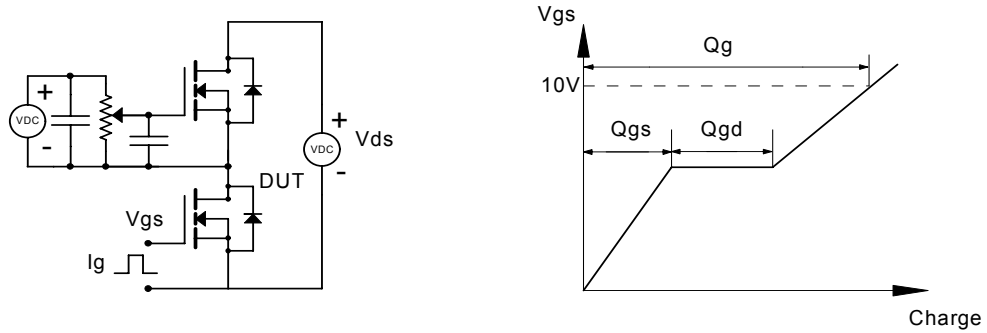 +
VDC
-
+
VDC
-
Vds
DUT
Vgs
Ig
Vgs
Qg
10V
Qgs
Qgd
Charge